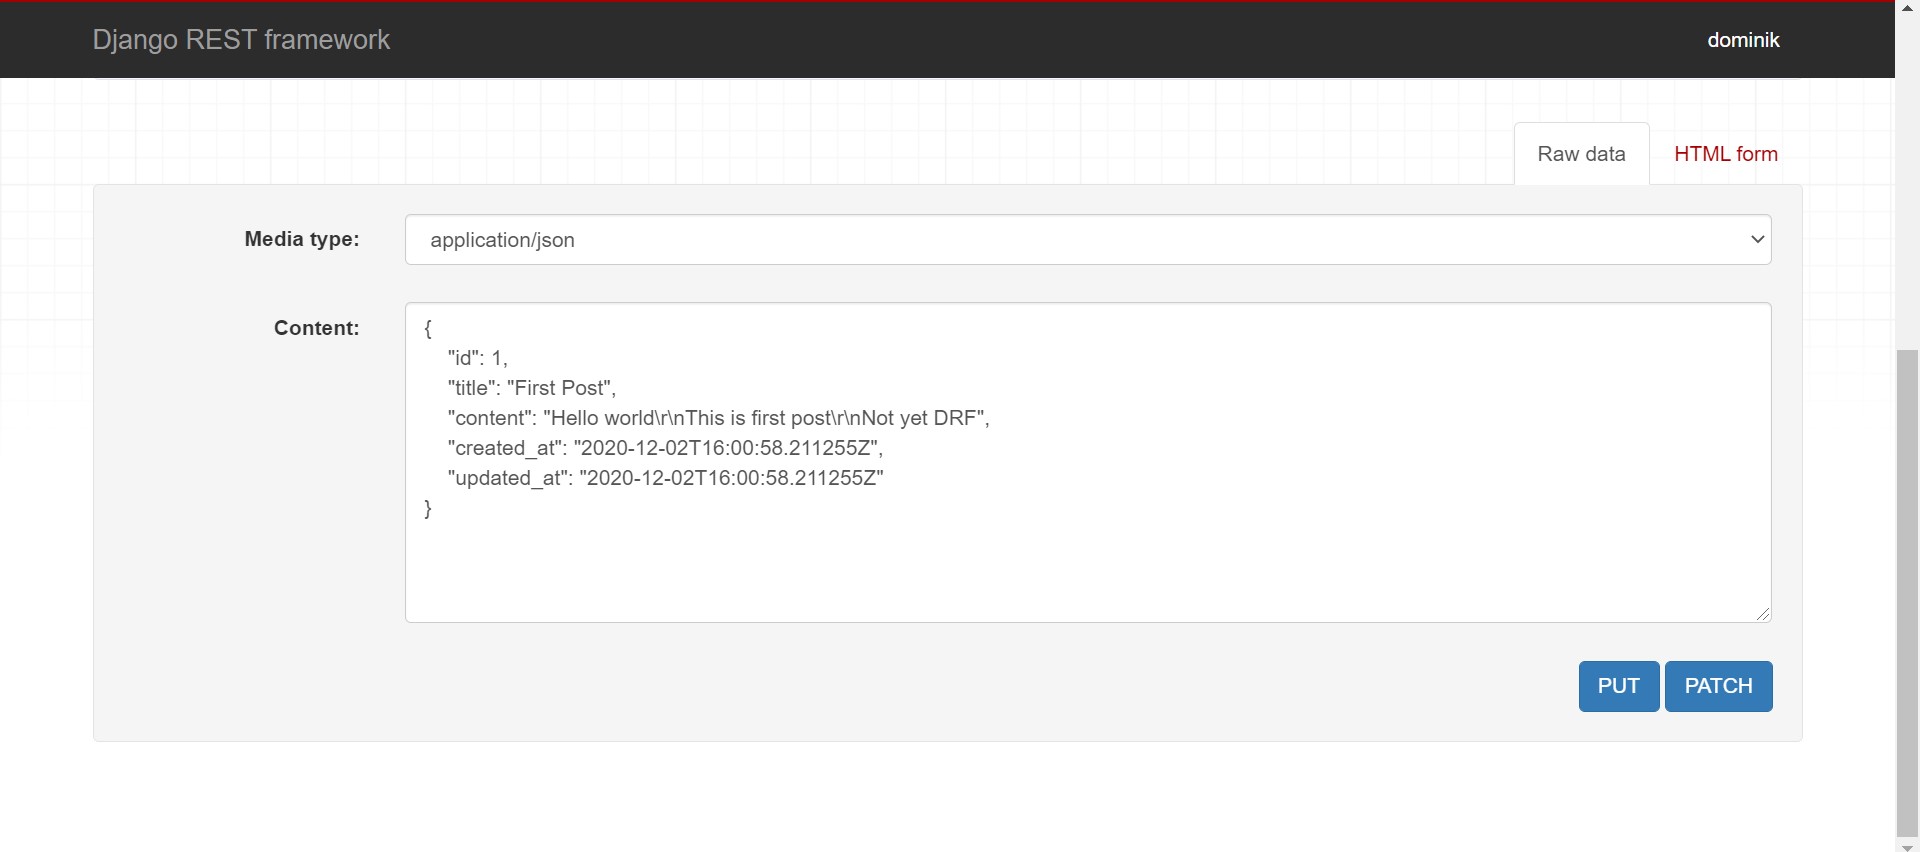 Django REST framework
dominik
Raw data
HTML form
Media type:
application/json
Content:
{
"id": 1,
"title": "First Post",
"content": "Hello world\r\nThis is first post\r\nNot yet DRF",
"created_at": "2020-12-02T16:00:58.211255Z",
"updated_at": "2020-12-02T16:00:58.211255Z"
}
PUT
PATCH